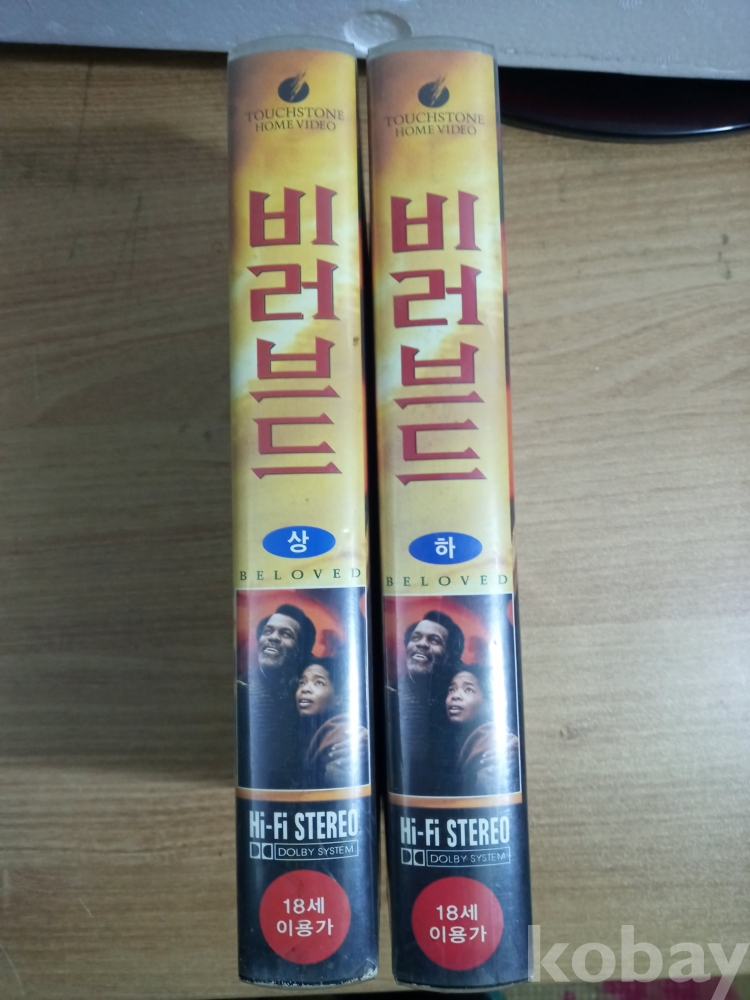 TOUCHSTONE
HOME VIDEO
비러브드
상
BELOVED
Hi-Fi STEREO
DOLBY SYSTEM
18세
이용가
TOUCHSTONE
HOME VIDEO
비러브드
하
BELOVED
Hi-Fi STEREO
DOLBY SYSTEM
18세
이용가
kobay